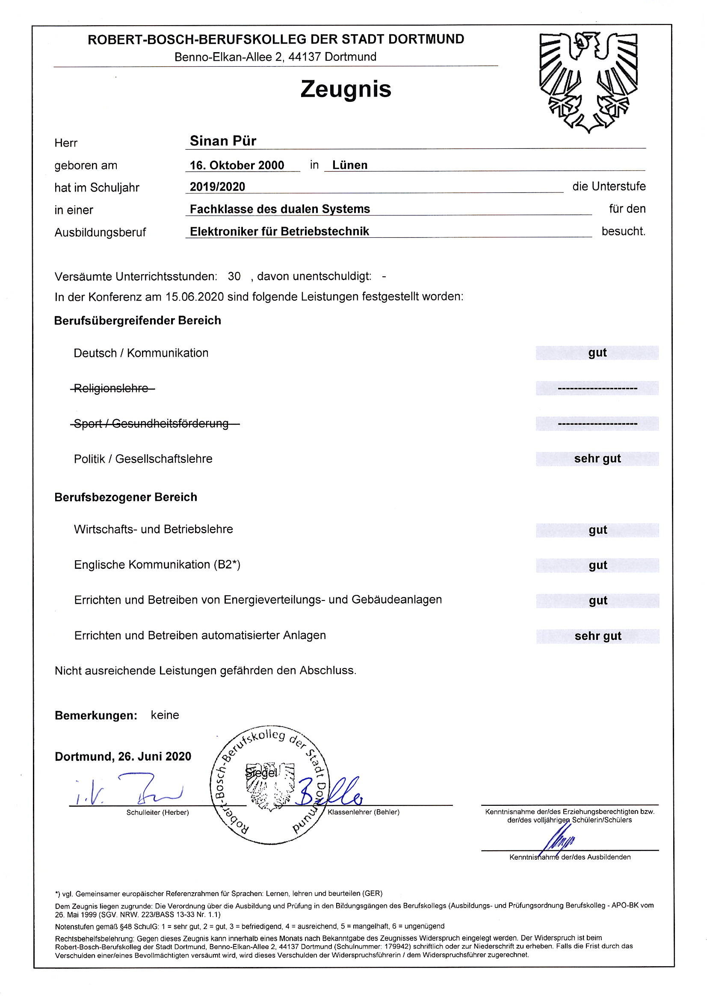 ROBERT-BOSCH-BERUFSKOLLEG DER STADT DORTMUND
Benno-Elkan-Allee 2, 44137 Dortmund
Zeugnis
Herr Sinan Pür
geboren am 16. Oktober 2000 in Lünen
hat im Schuljahr 2019/2020 die Unterstufe
in einer Fachklasse des dualen Systems für den
Ausbildungsberuf Elektroniker für Betriebstechnik besucht.
Versäumte Unterrichtsstunden: 30 , davon unentschuldigt: -
In der Konferenz am 15.06.2020 sind folgende Leistungen festgestellt worden:
Berufsübergreifender Bereich
Deutsch / Kommunikation gut
Religionslehre --------------------
Sport / Gesundheitsförderung --------------------
Politik / Gesellschaftslehre sehr gut
Berufsbezogener Bereich
Wirtschafts- und Betriebslehre gut
Englische Kommunikation (B2*) gut
Errichten und Betreiben von Energieverteilungs- und Gebäudeanlagen gut
Errichten und Betreiben automatisierter Anlagen sehr gut
Nicht ausreichende Leistungen gefährden den Abschluss.
Bemerkungen: keine
Dortmund, 26. Juni 2020
Robert-Bosch-Berufskolleg der Stadt Dortmund
Siegel
i.V.
Schulleiter (Herber)
Klassenlehrer (Behler)
Kenntnisnahme der/des Erziehungsberechtigten bzw.
der/des volljährigen Schülerin/Schülers
Kenntnisnahme der/des Ausbildenden
*) vgl. Gemeinsamer europäischer Referenzrahmen für Sprachen: Lernen, lehren und beurteilen (GER)
Dem Zeugnis liegen zugrunde: Die Verordnung über die Ausbildung und Prüfung in den Bildungsgängen des Berufskollegs (Ausbildungs- und Prüfungsordnung Berufskolleg - APO-BK vom
26. Mai 1999 (SGV. NRW. 223/BASS 13-33 Nr. 1.1)
Notenstufen gemäß §48 SchulG: 1 = sehr gut, 2 = gut, 3 = befriedigend, 4 = ausreichend, 5 = mangelhaft, 6 = ungenügend
Rechtsbehelfsbelehrung: Gegen dieses Zeugnis kann innerhalb eines Monats nach Bekanntgabe des Zeugnisses Widerspruch eingelegt werden. Der Widerspruch ist beim
Robert-Bosch-Berufskolleg der Stadt Dortmund, Benno-Elkan-Allee 2, 44137 Dortmund (Schulnummer: 179942) schriftlich oder zur Niederschrift zu erheben. Falls die Frist durch das
Verschulden einer/eines Bevollmächtigten versäumt wird, wird dieses Verschulden der Widerspruchsführerin / dem Widerspruchsführer zugerechnet.